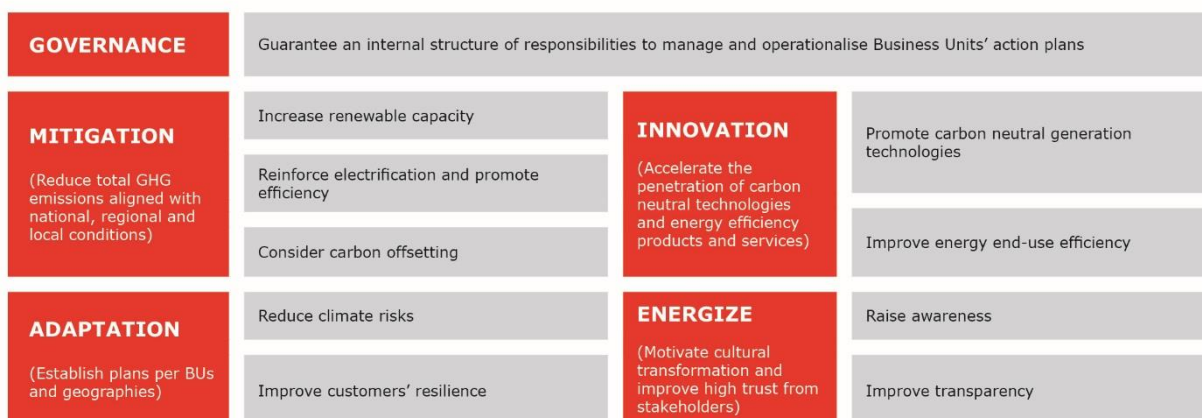 GOVERNANCE
Guarantee an internal structure of responsibilities to manage and operationalise Business Units’ action plans
MITIGATION
(Reduce total GHG
emissions aligned with
national, regional and
local conditions)
Increase renewable capacity
Reinforce electrification and promote
efficiency
Consider carbon offsetting
INNOVATION
(Accelerate the
penetration of carbon
neutral technologies
and energy efficiency
products and services)
Promote carbon neutral generation
technologies
Improve energy end-use efficiency
ADAPTATION
(Establish plans per BUs
and geographies)
Reduce climate risks
Improve customers’ resilience
ENERGIZE
(Motivate cultural
transformation and
improve high trust from
stakeholders)
Raise awareness
Improve transparency